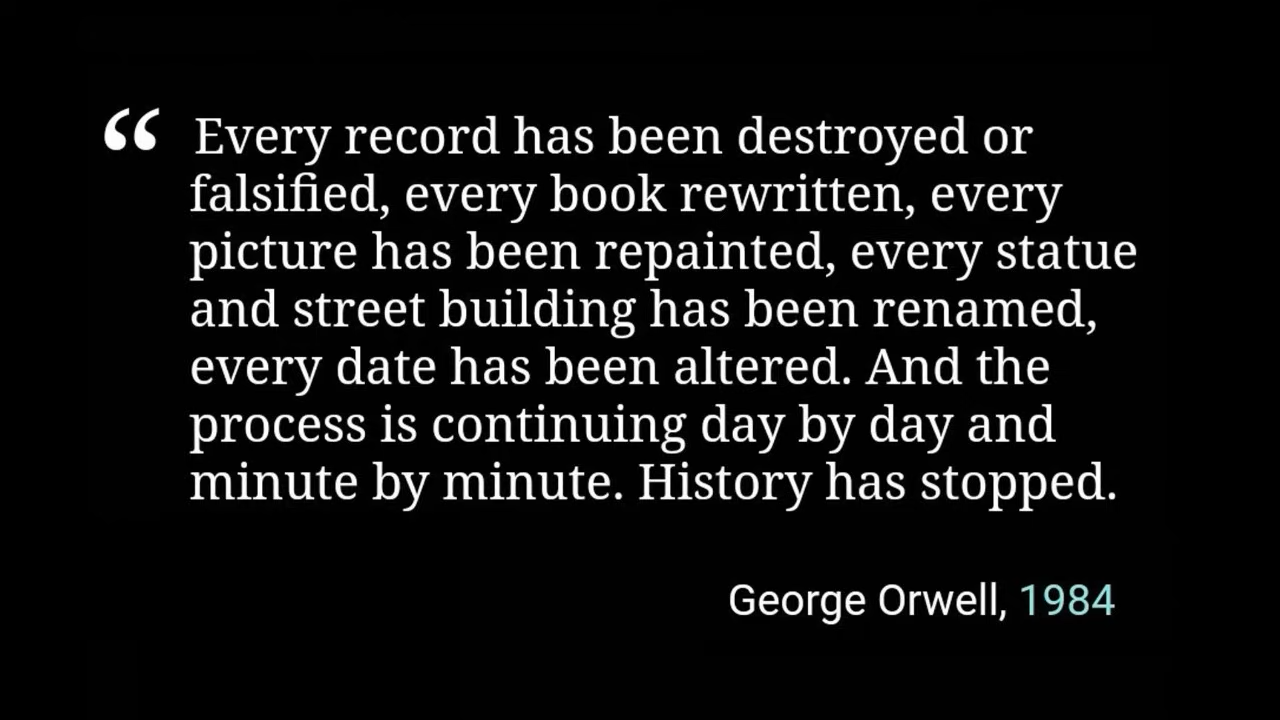 “ Every record has been destroyed or
falsified, every book rewritten, every
picture has been repainted, every statue
and street building has been renamed,
every date has been altered. And the
process is continuing day by day and
minute by minute. History has stopped.
George Orwell, 1984